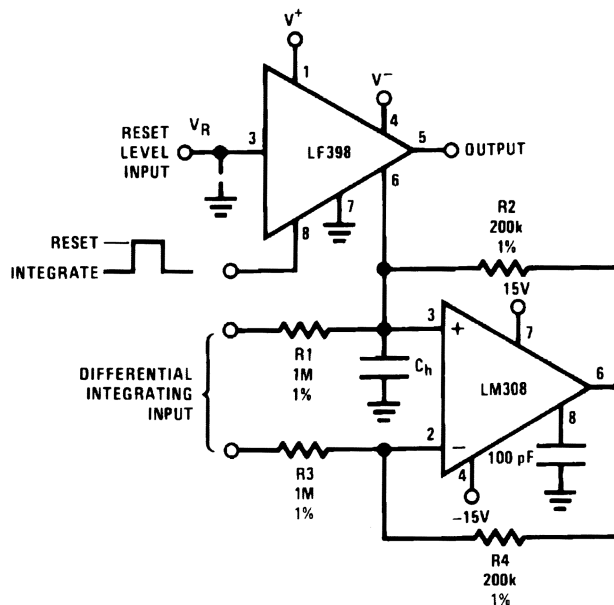 V+
1
V−
4
RESET
LEVEL
INPUT
VR
3
LF398
5
OUTPUT
6
7
8
RESET
INTEGRATE
R2
200k
1%
15V
7
3
+
R1
1M
1%
Ch
LM308
6
8
DIFFERENTIAL
INTEGRATING
INPUT
2
−
100 pF
4
R3
1M
1%
−15V
R4
200k
1%